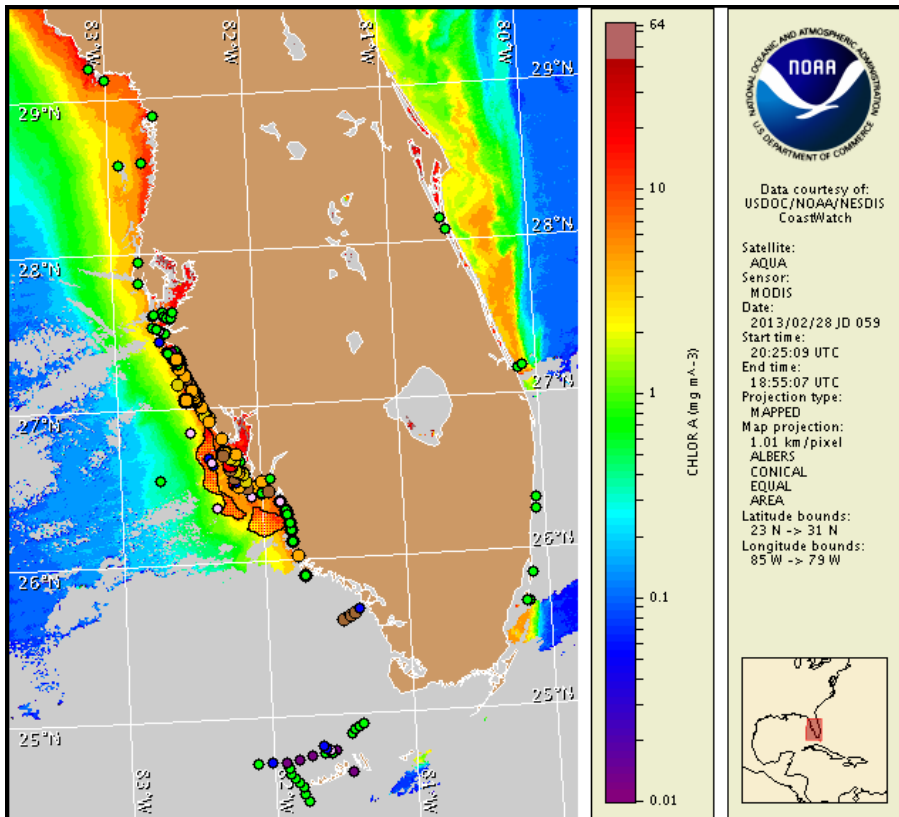 83°W
82°W
81°W
80°W
29°N
29°N
28°N
28°N
27°N
27°N
26°N
26°N
25°N
25°N
83°W
82°W
81°W
64
10
1
0.1
0.01
CHLOR A (mg m^-3)
NATIONAL OCEANIC AND ATMOSPHERIC ADMINISTRATION
NOAA
U.S. DEPARTMENT OF COMMERCE
Data courtesy of:
USDOC/NOAA/NESDIS
CoastWatch
Satellite:
AQUA
Sensor:
MODIS
Date:
2013/02/28 JD 059
Start time:
20:25:09 UTC
End time:
18:55:07 UTC
Projection type:
MAPPED
Map projection:
1.01 km/pixel
ALBERS
CONICAL
EQUAL
AREA
Latitude bounds:
23 N -> 31 N
Longitude bounds:
85 W -> 79 W